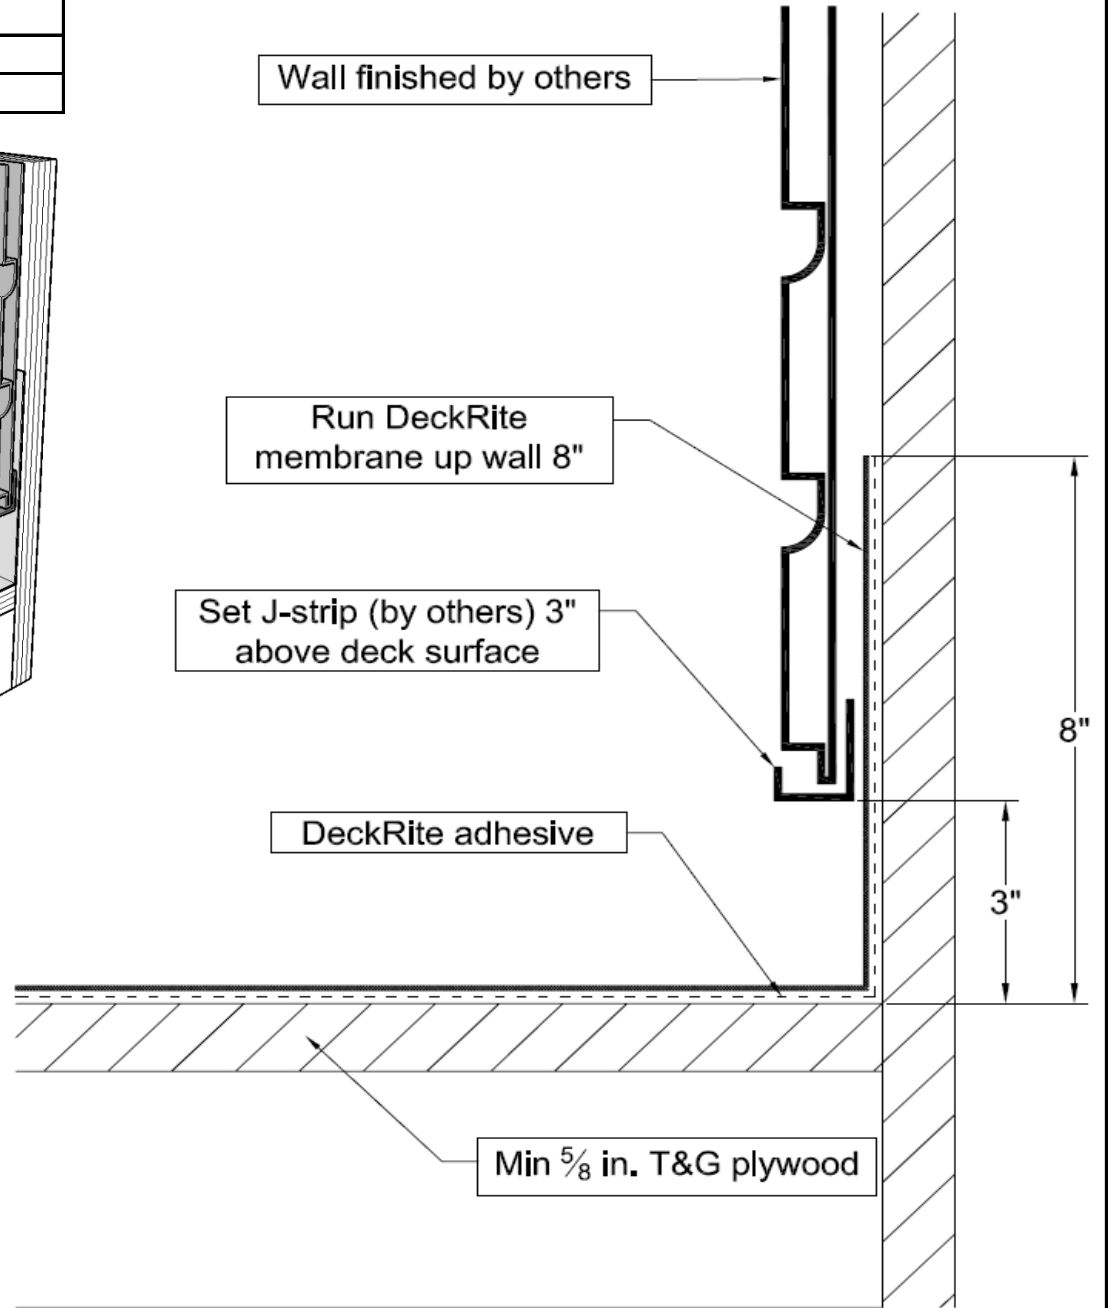 Wall finished by others
Run DeckRite
membrane up wall 8"
Set J-strip (by others) 3"
above deck surface
8"
DeckRite adhesive
3"
Min ⅝ in. T&G plywood